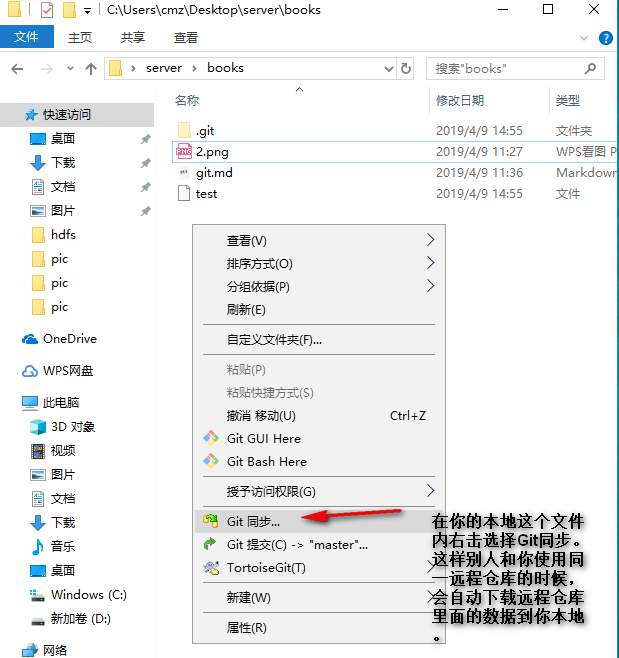 C:\Users\cmz\Desktop\server\books
文件 主页 共享 查看
server books 搜索"books"
快速访问
桌面
下载
文档
图片
hdfs
pic
pic
pic
OneDrive
WPS网盘
此电脑
3D 对象
视频
图片
文档
下载
音乐
桌面
Windows (C:)
新加卷 (D:)
网络
名称 修改日期 类型
.git 2019/4/9 14:55 文件夹
2.png 2019/4/9 11:27 WPS看图 P
git.md 2019/4/9 11:36 Markdown
test 2019/4/9 14:55 文件
查看(V)
排序方式(O)
分组依据(P)
刷新(E)
自定义文件夹(F)...
粘贴(P)
粘贴快捷方式(S)
撤消 移动(U) Ctrl+Z
Git GUI Here
Git Bash Here
授予访问权限(G)
Git 同步...
Git 提交(C) -> "master"...
TortoiseGit(T)
新建(W)
属性(R)
在你的本地这个文件
内右击选择Git同步。
这样别人和你使用同
一远程仓库的时候，
会自动下载远程仓库
里面的数据到你本地
。